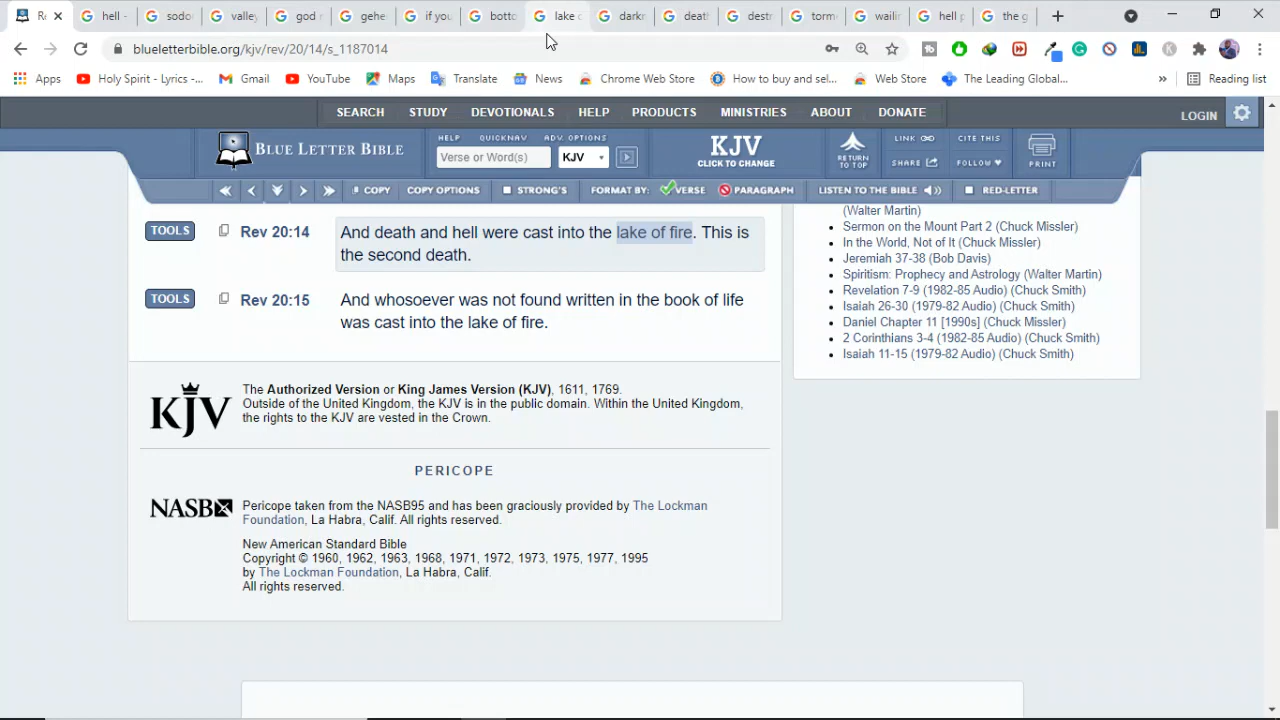 Re
hell -
sodo
valley
god r
gehe
if you
botto
lake o
darkn
death
destr
torme
wailin
hell p
the g
blueletterbible.org/kjv/rev/20/14/s_1187014
Apps
Holy Spirit - Lyrics -...
Gmail
YouTube
Maps
Translate
News
Chrome Web Store
How to buy and sel...
Web Store
The Leading Global...
»
Reading list
SEARCH STUDY DEVOTIONALS HELP PRODUCTS MINISTRIES ABOUT DONATE
LOGIN
BLUE LETTER BIBLE
HELP QUICKNAV ADV. OPTIONS
Verse or Word(s)
KJV
KJV
CLICK TO CHANGE
RETURN
TO TOP
LINK
CITE THIS
SHARE
FOLLOW
PRINT
COPY COPY OPTIONS STRONG'S FORMAT BY: VERSE PARAGRAPH LISTEN TO THE BIBLE RED-LETTER
TOOLS
Rev 20:14
And death and hell were cast into the lake of fire. This is
the second death.
TOOLS
Rev 20:15
And whosoever was not found written in the book of life
was cast into the lake of fire.
(Walter Martin)
Sermon on the Mount Part 2 (Chuck Missler)
In the World, Not of It (Chuck Missler)
Jeremiah 37-38 (Bob Davis)
Spiritism: Prophecy and Astrology (Walter Martin)
Revelation 7-9 (1982-85 Audio) (Chuck Smith)
Isaiah 26-30 (1979-82 Audio) (Chuck Smith)
Daniel Chapter 11 [1990s] (Chuck Missler)
2 Corinthians 3-4 (1982-85 Audio) (Chuck Smith)
Isaiah 11-15 (1979-82 Audio) (Chuck Smith)
KJV
The Authorized Version or King James Version (KJV), 1611, 1769.
Outside of the United Kingdom, the KJV is in the public domain. Within the United Kingdom,
the rights to the KJV are vested in the Crown.
PERICOPE
NASB
Pericope taken from the NASB95 and has been graciously provided by The Lockman
Foundation, La Habra, Calif. All rights reserved.
New American Standard Bible
Copyright © 1960, 1962, 1963, 1968, 1971, 1972, 1973, 1975, 1977, 1995
by The Lockman Foundation, La Habra, Calif.
All rights reserved.